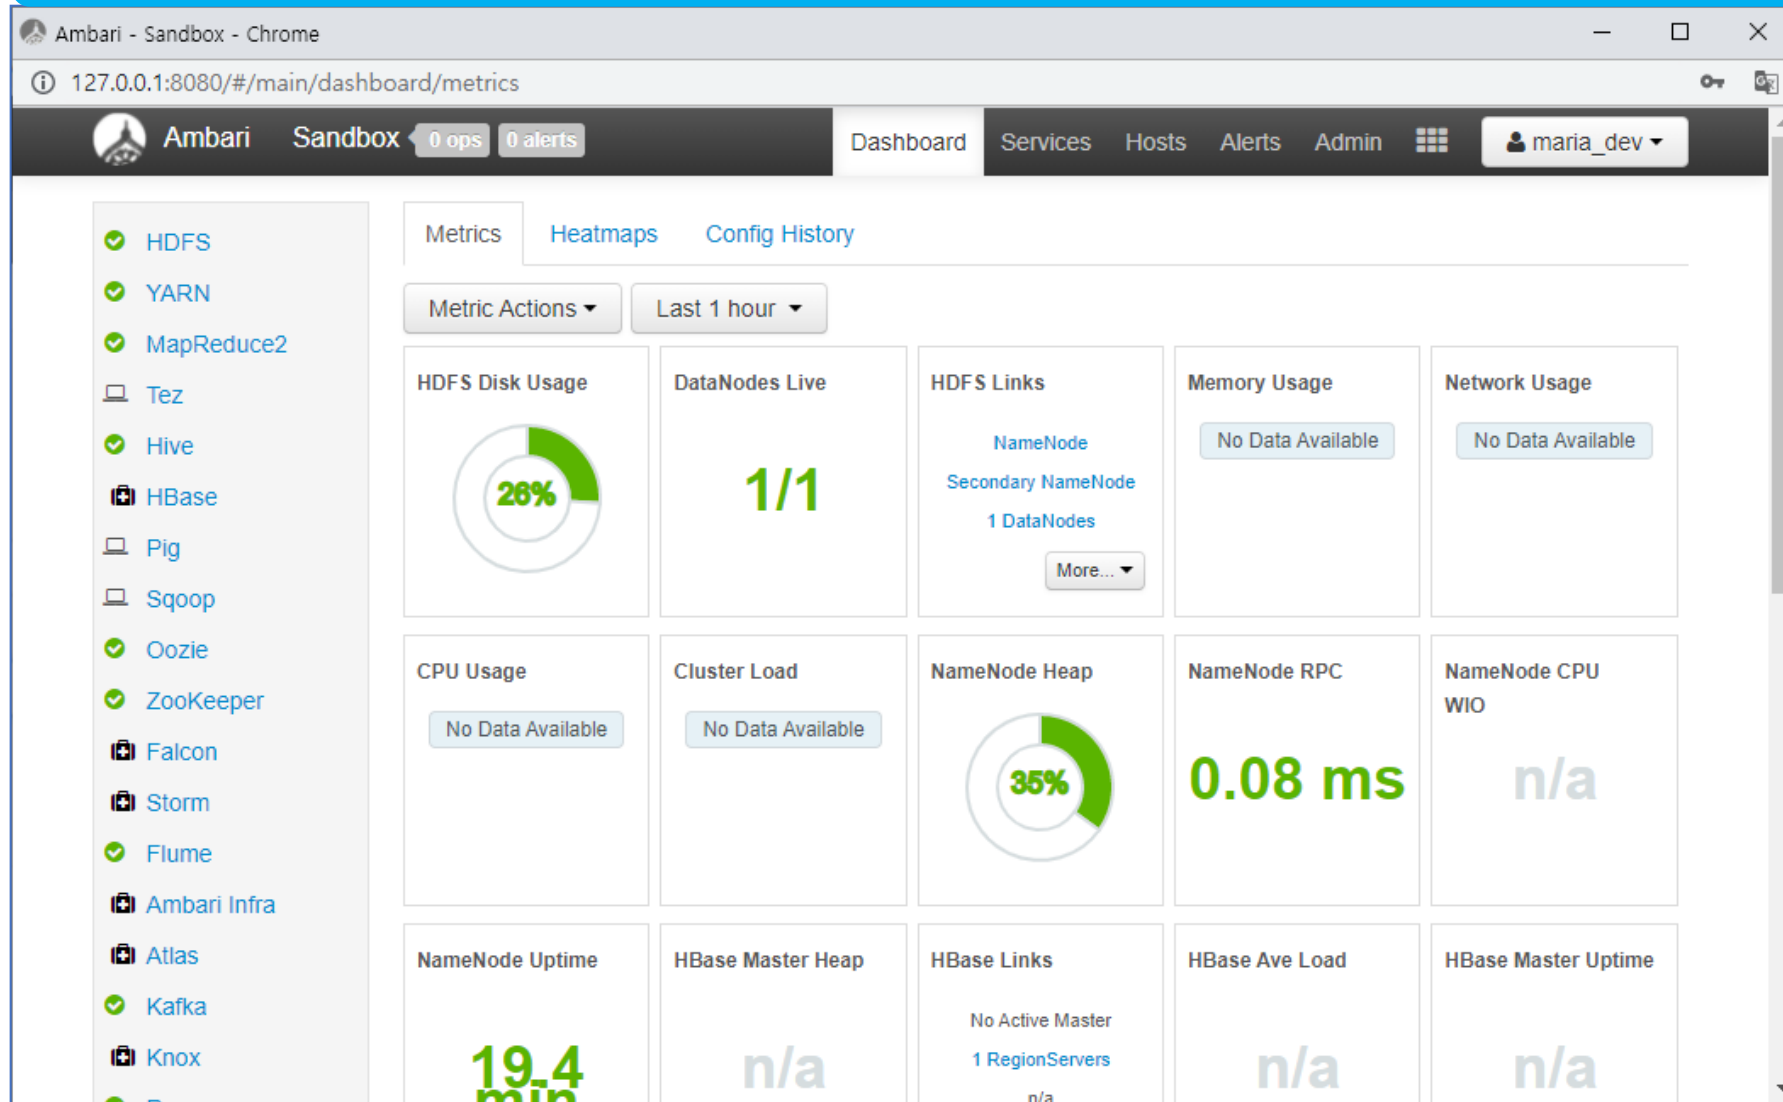 Ambari - Sandbox - Chrome
127.0.0.1:8080/#/main/dashboard/metrics
Ambari Sandbox 0 ops 0 alerts Dashboard Services Hosts Alerts Admin maria_dev
HDFS
YARN
MapReduce2
Tez
Hive
HBase
Pig
Sqoop
Oozie
ZooKeeper
Falcon
Storm
Flume
Ambari Infra
Atlas
Kafka
Knox
Metrics Heatmaps Config History
Metric Actions Last 1 hour
HDFS Disk Usage
26%
DataNodes Live
1/1
HDFS Links
NameNode
Secondary NameNode
1 DataNodes
More...
Memory Usage
No Data Available
Network Usage
No Data Available
CPU Usage
No Data Available
Cluster Load
No Data Available
NameNode Heap
35%
NameNode RPC
0.08 ms
NameNode CPU
WIO
n/a
NameNode Uptime
19.4
min
HBase Master Heap
n/a
HBase Links
No Active Master
1 RegionServers
n/a
HBase Ave Load
n/a
HBase Master Uptime
n/a